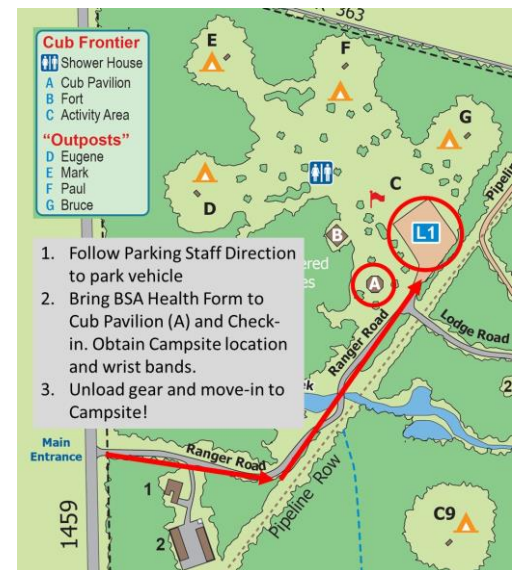 363
Cub Frontier
Shower House
A Cub Pavilion
B Fort
C Activity Area
"Outposts"
D Eugene
E Mark
F Paul
G Bruce
E
F
G
D
C
B
L1
A
Pipeline
1. Follow Parking Staff Direction
to park vehicle
2. Bring BSA Health Form to
Cub Pavilion (A) and Check-
in. Obtain Campsite location
and wrist bands.
3. Unload gear and move-in to
Campsite!
Ranger Road
Lodge Road
2
Main
Entrance
Ranger Road
Pipeline Row
1459
1
2
C9